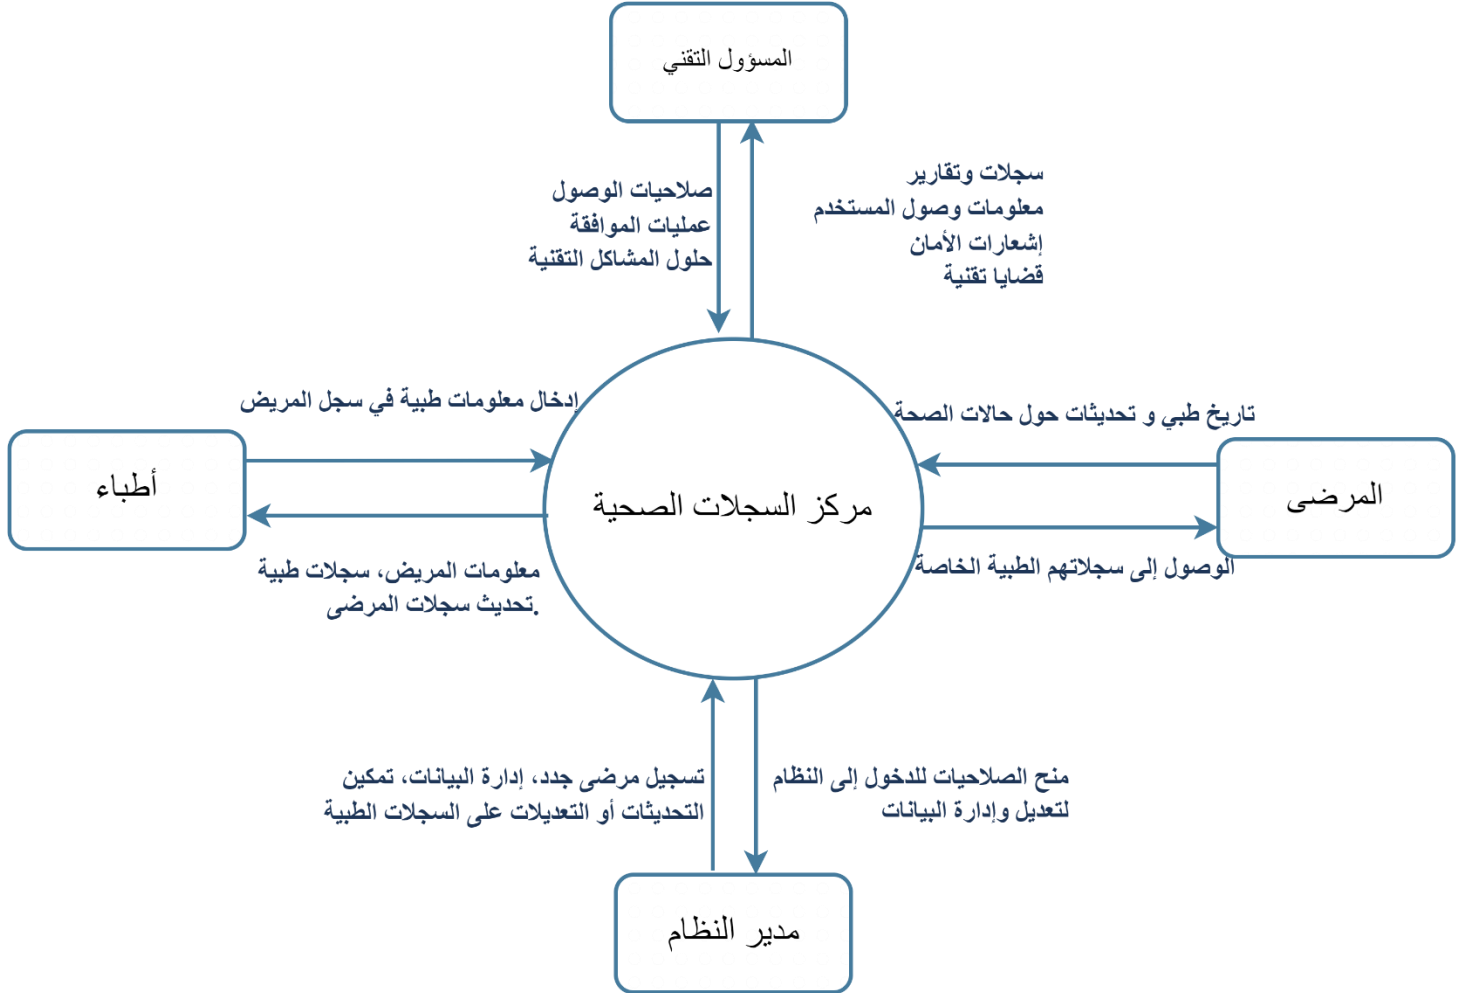 المسؤول التقني
سجلات وتقارير
معلومات وصول المستخدم
إشعارات الأمان
قضايا تقنية
صلاحيات الوصول
عمليات الموافقة
حلول المشاكل التقنية
تاريخ طبي و تحديثات حول حالات الصحة
المرضى
الوصول إلى سجلاتهم الطبية الخاصة
مركز السجلات الصحية
إدخال معلومات طبية في سجل المريض
أطباء
معلومات المريض، سجلات طبية
تحديث سجلات المرضى.
منح الصلاحيات للدخول إلى النظام
لتعديل وإدارة البيانات
تسجيل مرضى جدد، إدارة البيانات، تمكين
التحديثات أو التعديلات على السجلات الطبية
مدير النظام